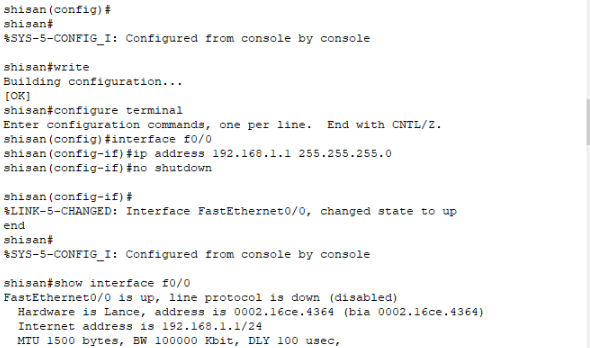 shisan(config)#
shisan#
%SYS-5-CONFIG_I: Configured from console by console
shisan#write
Building configuration...
[OK]
shisan#configure terminal
Enter configuration commands, one per line.  End with CNTL/Z.
shisan(config)#interface f0/0
shisan(config-if)#ip address 192.168.1.1 255.255.255.0
shisan(config-if)#no shutdown
shisan(config-if)#
%LINK-5-CHANGED: Interface FastEthernet0/0, changed state to up
end
shisan#
%SYS-5-CONFIG_I: Configured from console by console
shisan#show interface f0/0
FastEthernet0/0 is up, line protocol is down (disabled)
  Hardware is Lance, address is 0002.16ce.4364 (bia 0002.16ce.4364)
  Internet address is 192.168.1.1/24
  MTU 1500 bytes, BW 100000 Kbit, DLY 100 usec,